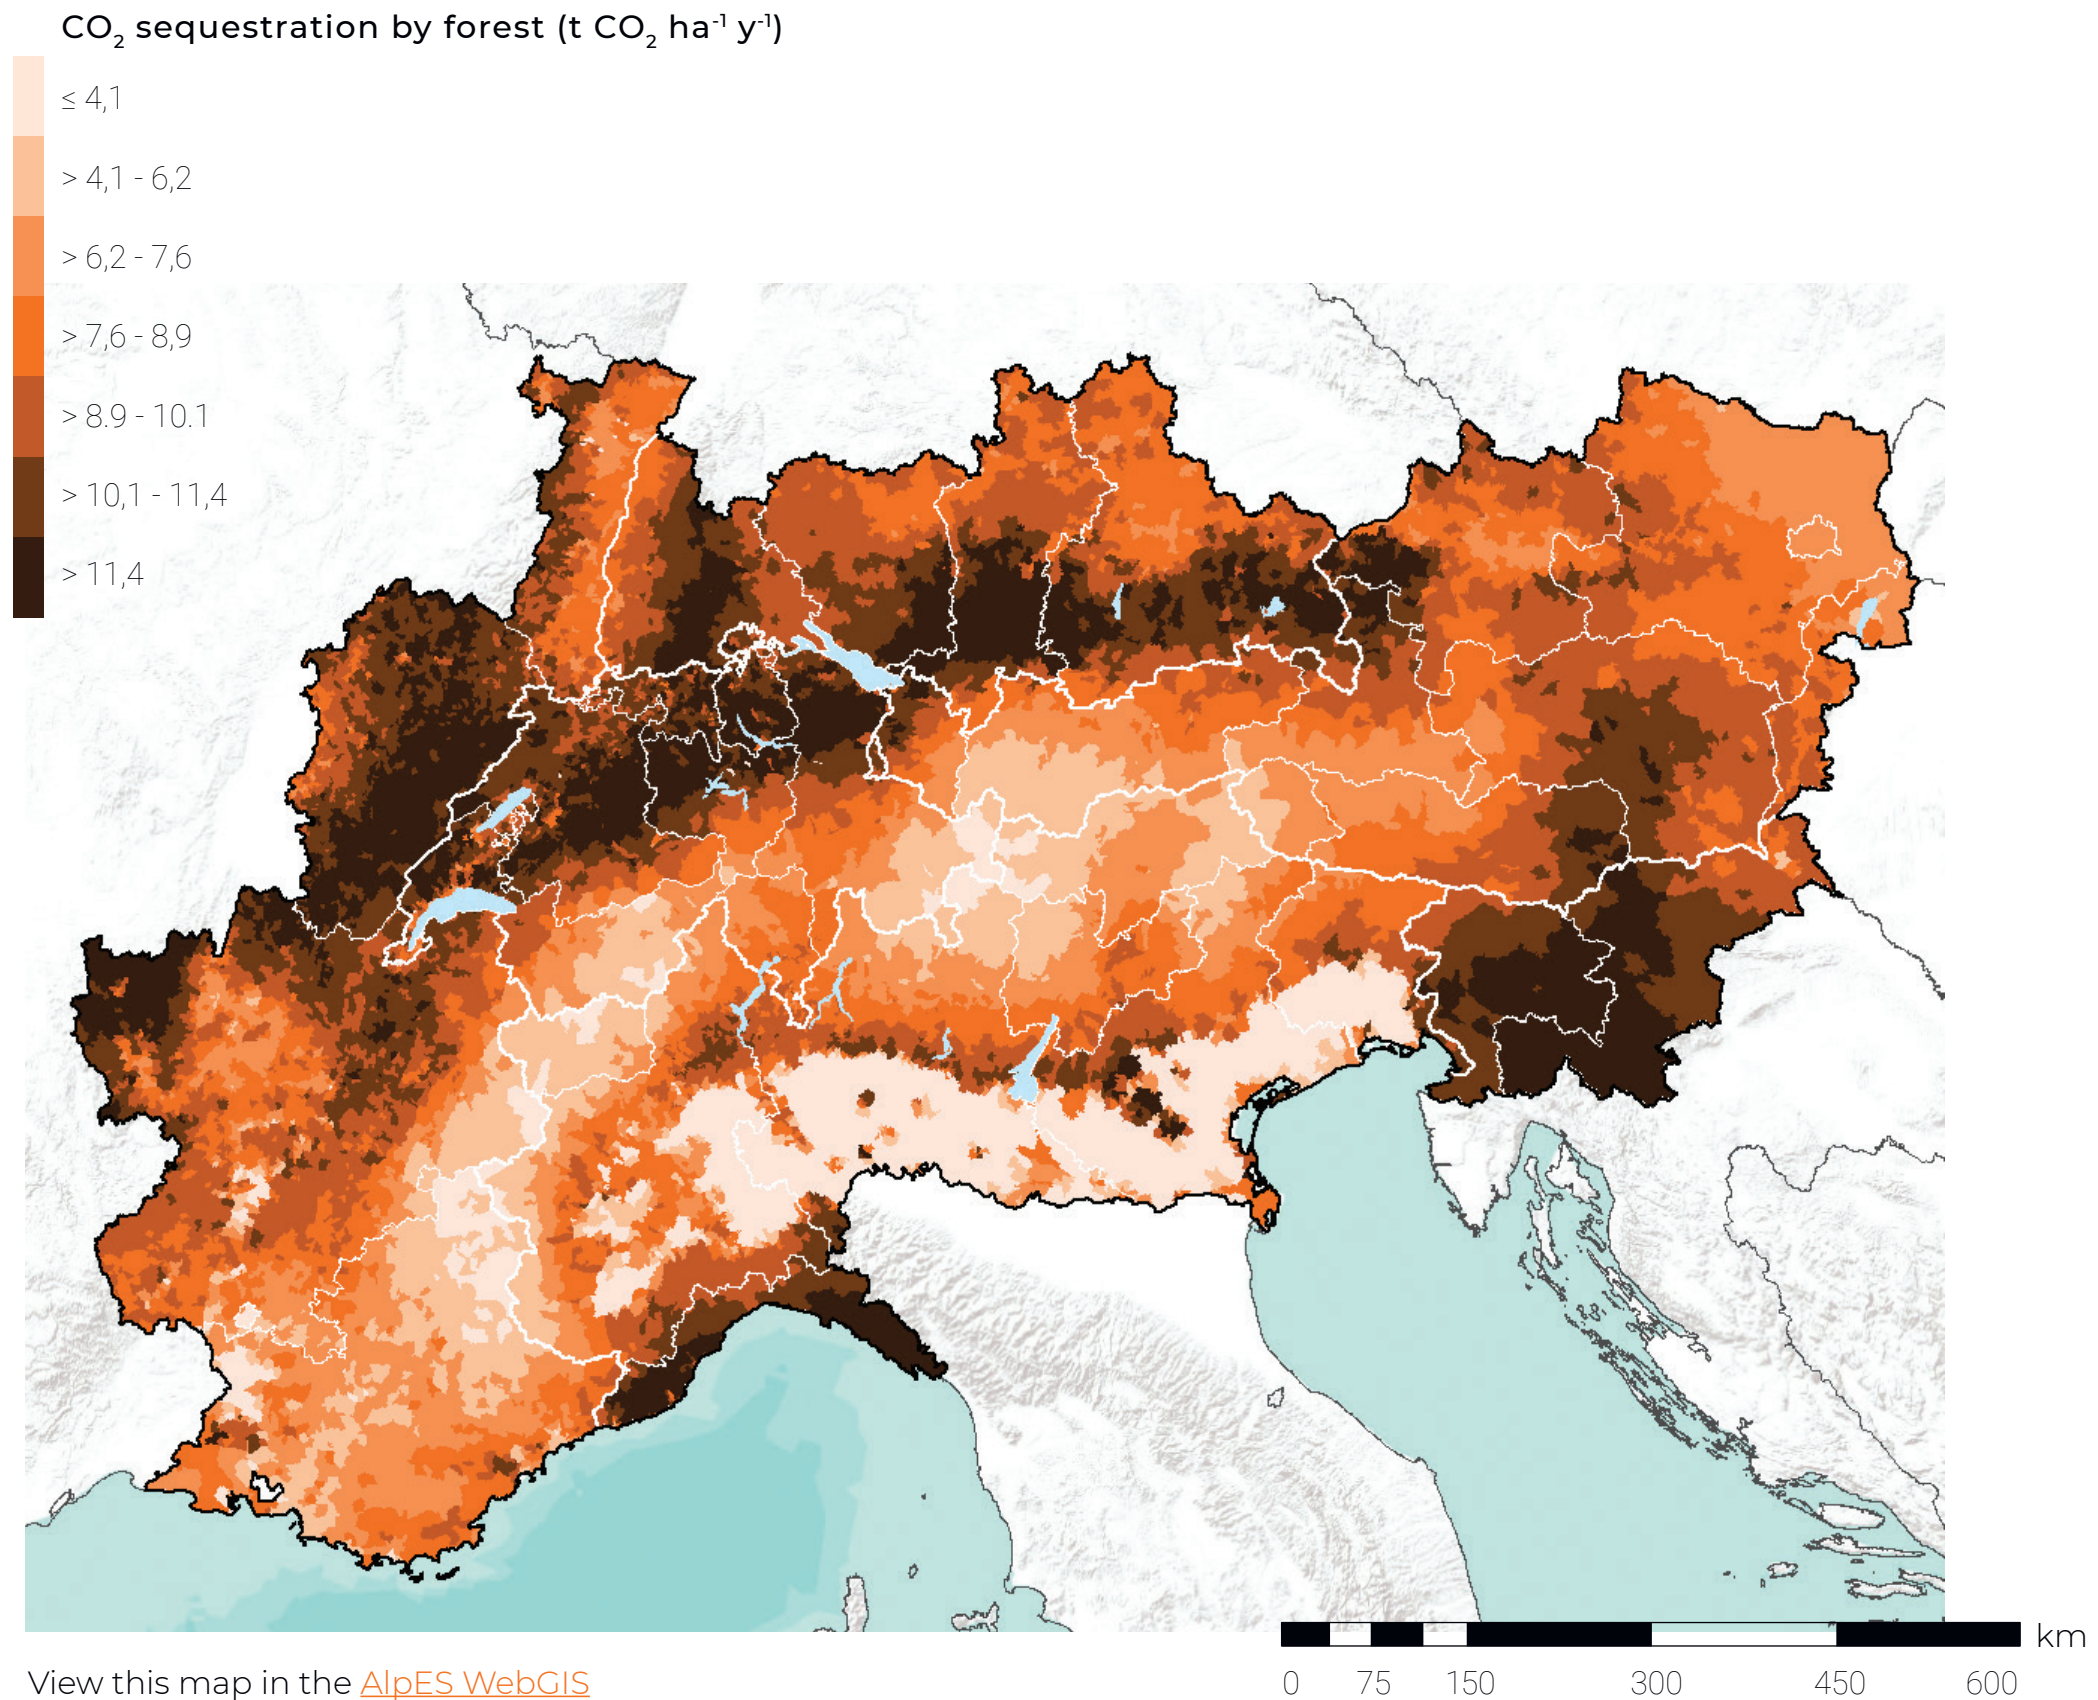 CO₂ sequestration by forest (t CO₂ ha⁻¹ y⁻¹)
≤ 4,1
> 4,1 - 6,2
> 6,2 - 7,6
> 7,6 - 8,9
> 8.9 - 10.1
> 10,1 - 11,4
> 11,4
km
0 75 150 300 450 600
View this map in the AlpES WebGIS